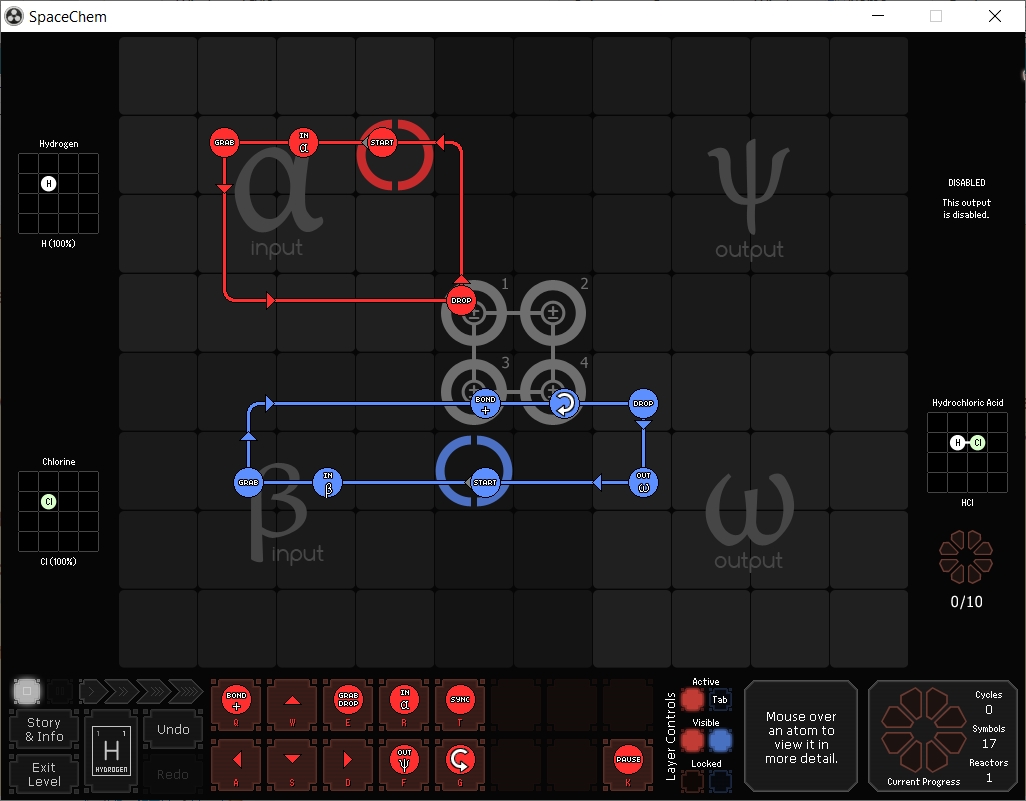 SpaceChem
Hydrogen
H
H (100%)
GRAB
IN
α
START
α
input
ψ
output
DISABLED
This output
is disabled.
DROP
±
1
±
2
3
4
BOND
+
DROP
Hydrochloric Acid
H Cl
HCl
Chlorine
Cl
Cl (100%)
GRAB
IN
β
START
OUT
ω
β
input
ω
output
0/10
Story
& Info
Exit
Level
1 1
H
HYDROGEN
Undo
Redo
BOND
+
Q
W
GRAB
DROP
E
IN
α
R
SYNC
T
A
S
D
OUT
ψ
F
G
PAUSE
K
Layer Controls
Active
Tab
Visible
Locked
Mouse over
an atom to
view it in
more detail.
Current Progress
Cycles
0
Symbols
17
Reactors
1